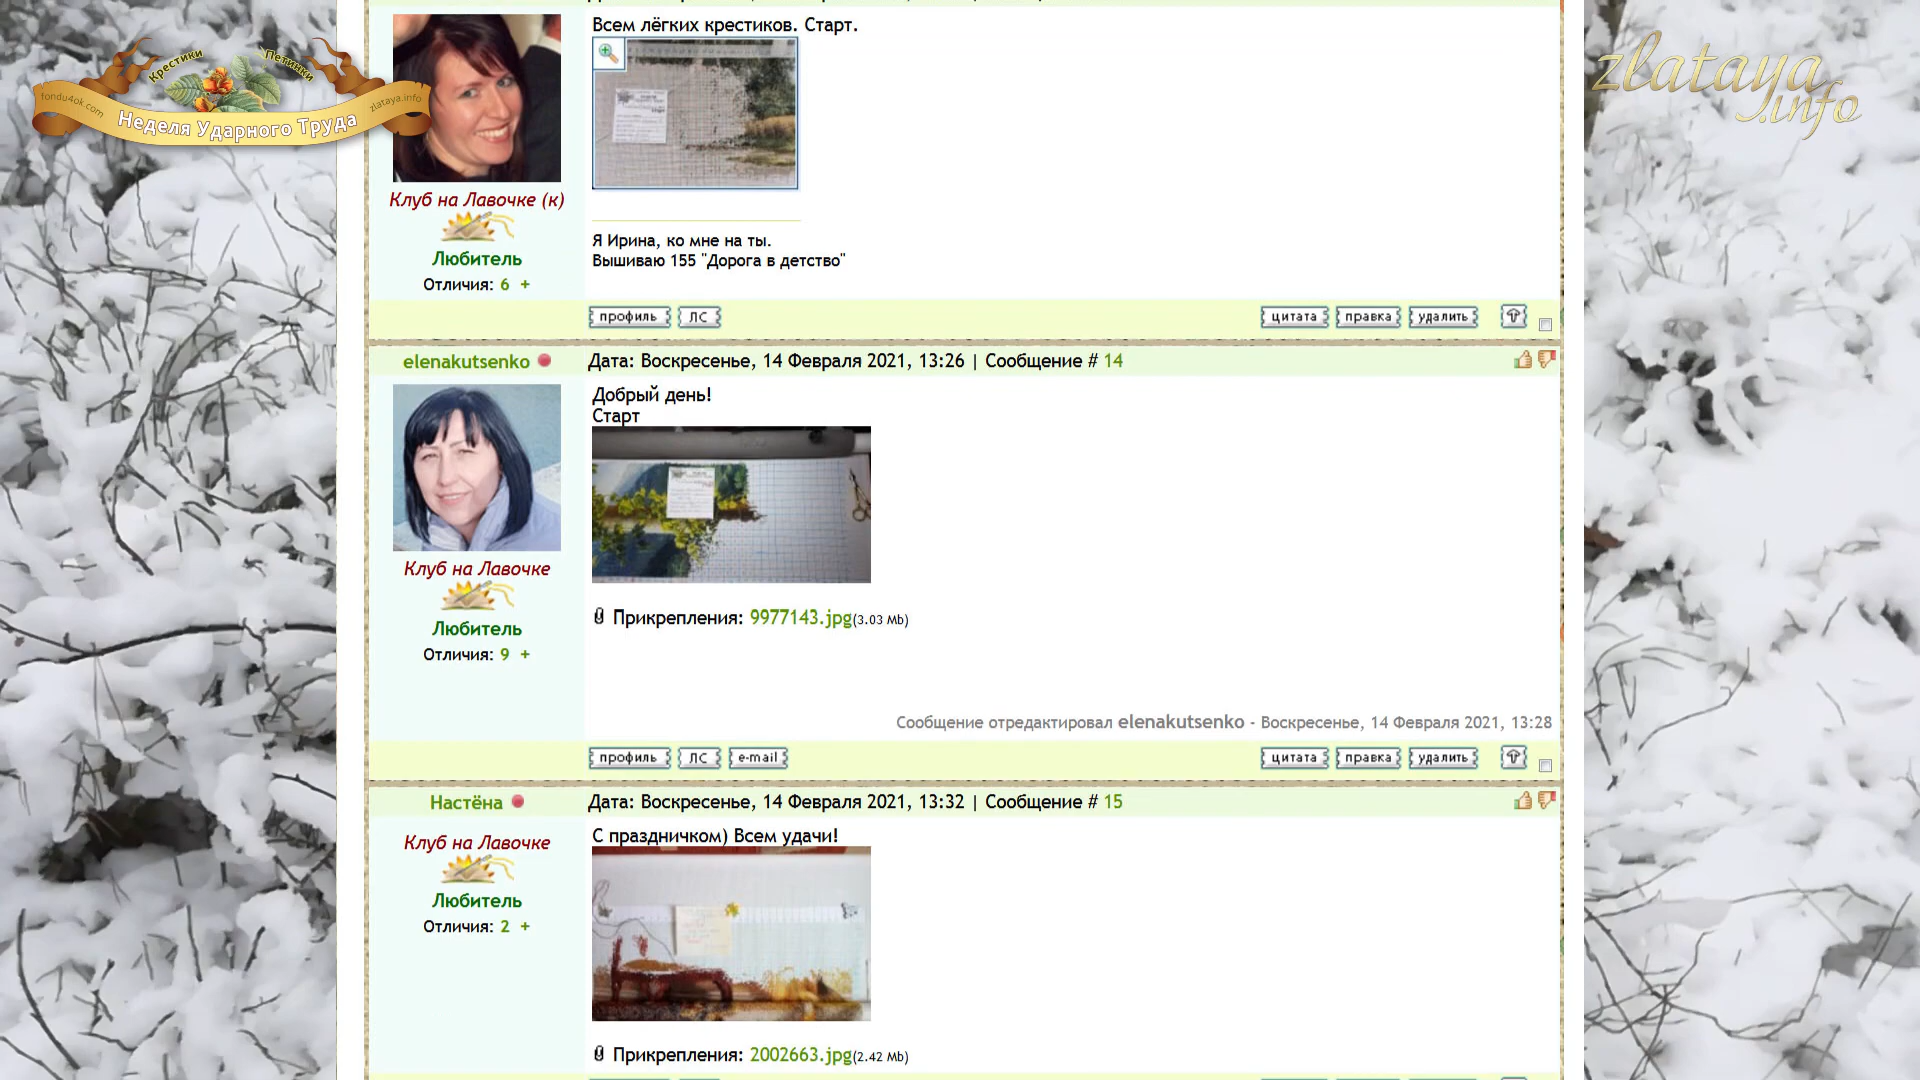 Крестики Петинки
fondu4ok.com Неделя Ударного Труда zlataya.info
zlataya
.info
Всем лёгких крестиков. Старт.
Клуб на Лавочке (к)
Любитель
Отличия: 6 +
Я Ирина, ко мне на ты.
Вышиваю 155 "Дорога в детство"
профиль ЛС цитата правка удалить
elenakutsenko Дата: Воскресенье, 14 Февраля 2021, 13:26 | Сообщение # 14
Добрый день!
Старт
Клуб на Лавочке
Любитель
Отличия: 9 +
Прикрепления: 9977143.jpg(3.03 Mb)
Сообщение отредактировал elenakutsenko - Воскресенье, 14 Февраля 2021, 13:28
профиль ЛС e-mail цитата правка удалить
Настёна Дата: Воскресенье, 14 Февраля 2021, 13:32 | Сообщение # 15
С праздничком) Всем удачи!
Клуб на Лавочке
Любитель
Отличия: 2 +
Прикрепления: 2002663.jpg(2.42 Mb)